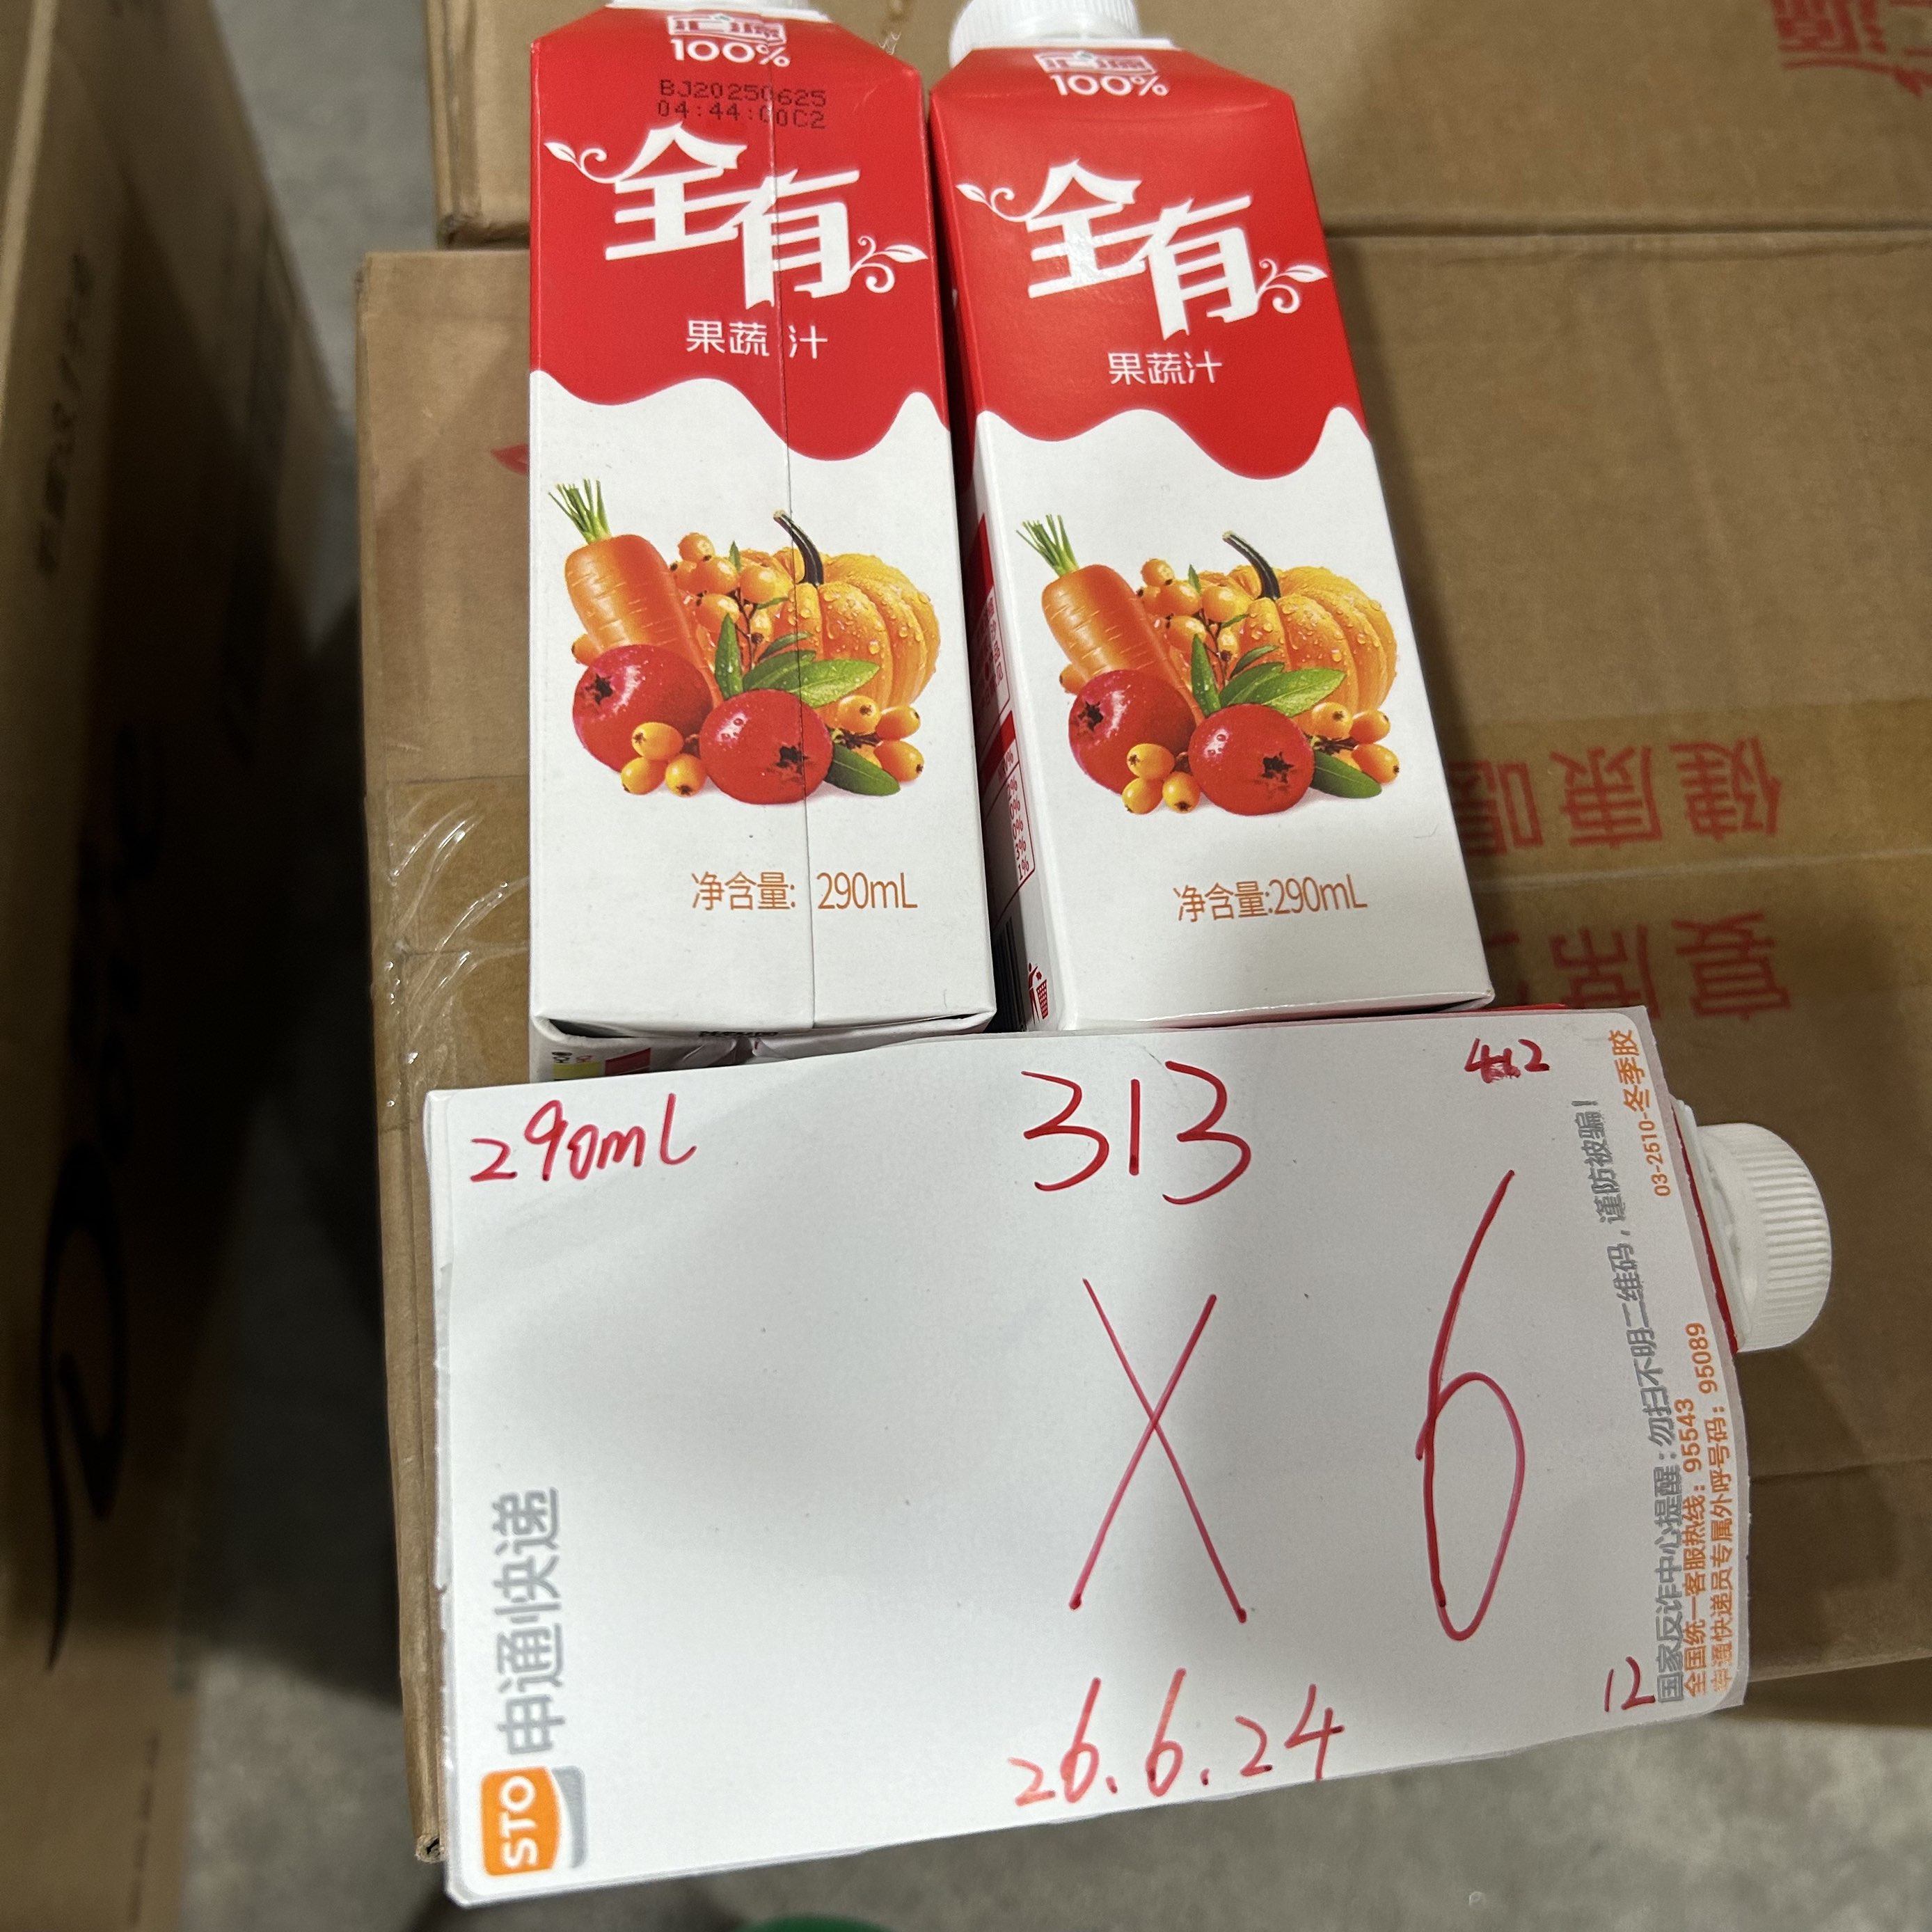 汇源
100%
BJ20250625
04:44:00C2
全有
果蔬汁
净含量: 290mL
汇源
100%
全有
果蔬汁
净含量:290mL
290mL
313
X 6
26.6.24
12
STO 申通快递
03-2510-冬季胶
国家反诈中心提醒:勿扫不明二维码,谨防被骗!
全国统一客服热线: 95543
申通快递员专属外呼号码: 95089